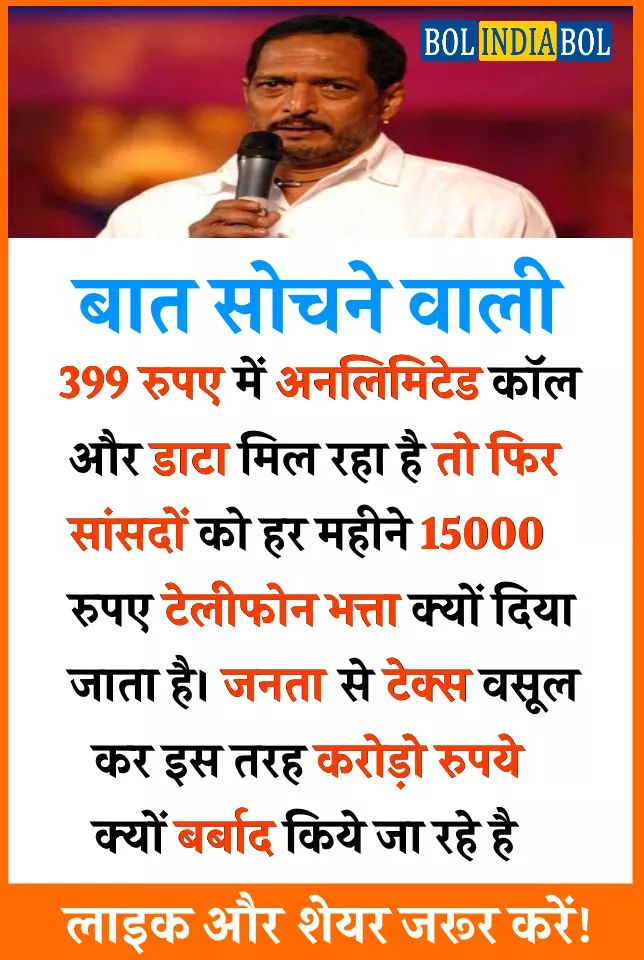 BOL INDIA BOL
बात सोचने वाली
399 रुपए में अनलिमिटेड कॉल
और डाटा मिल रहा है तो फिर
सांसदों को हर महीने 15000
रुपए टेलीफोन भत्ता क्यों दिया
जाता है। जनता से टेक्स वसूल
कर इस तरह करोड़ो रुपये
क्यों बर्बाद किये जा रहे है
लाइक और शेयर जरूर करें!